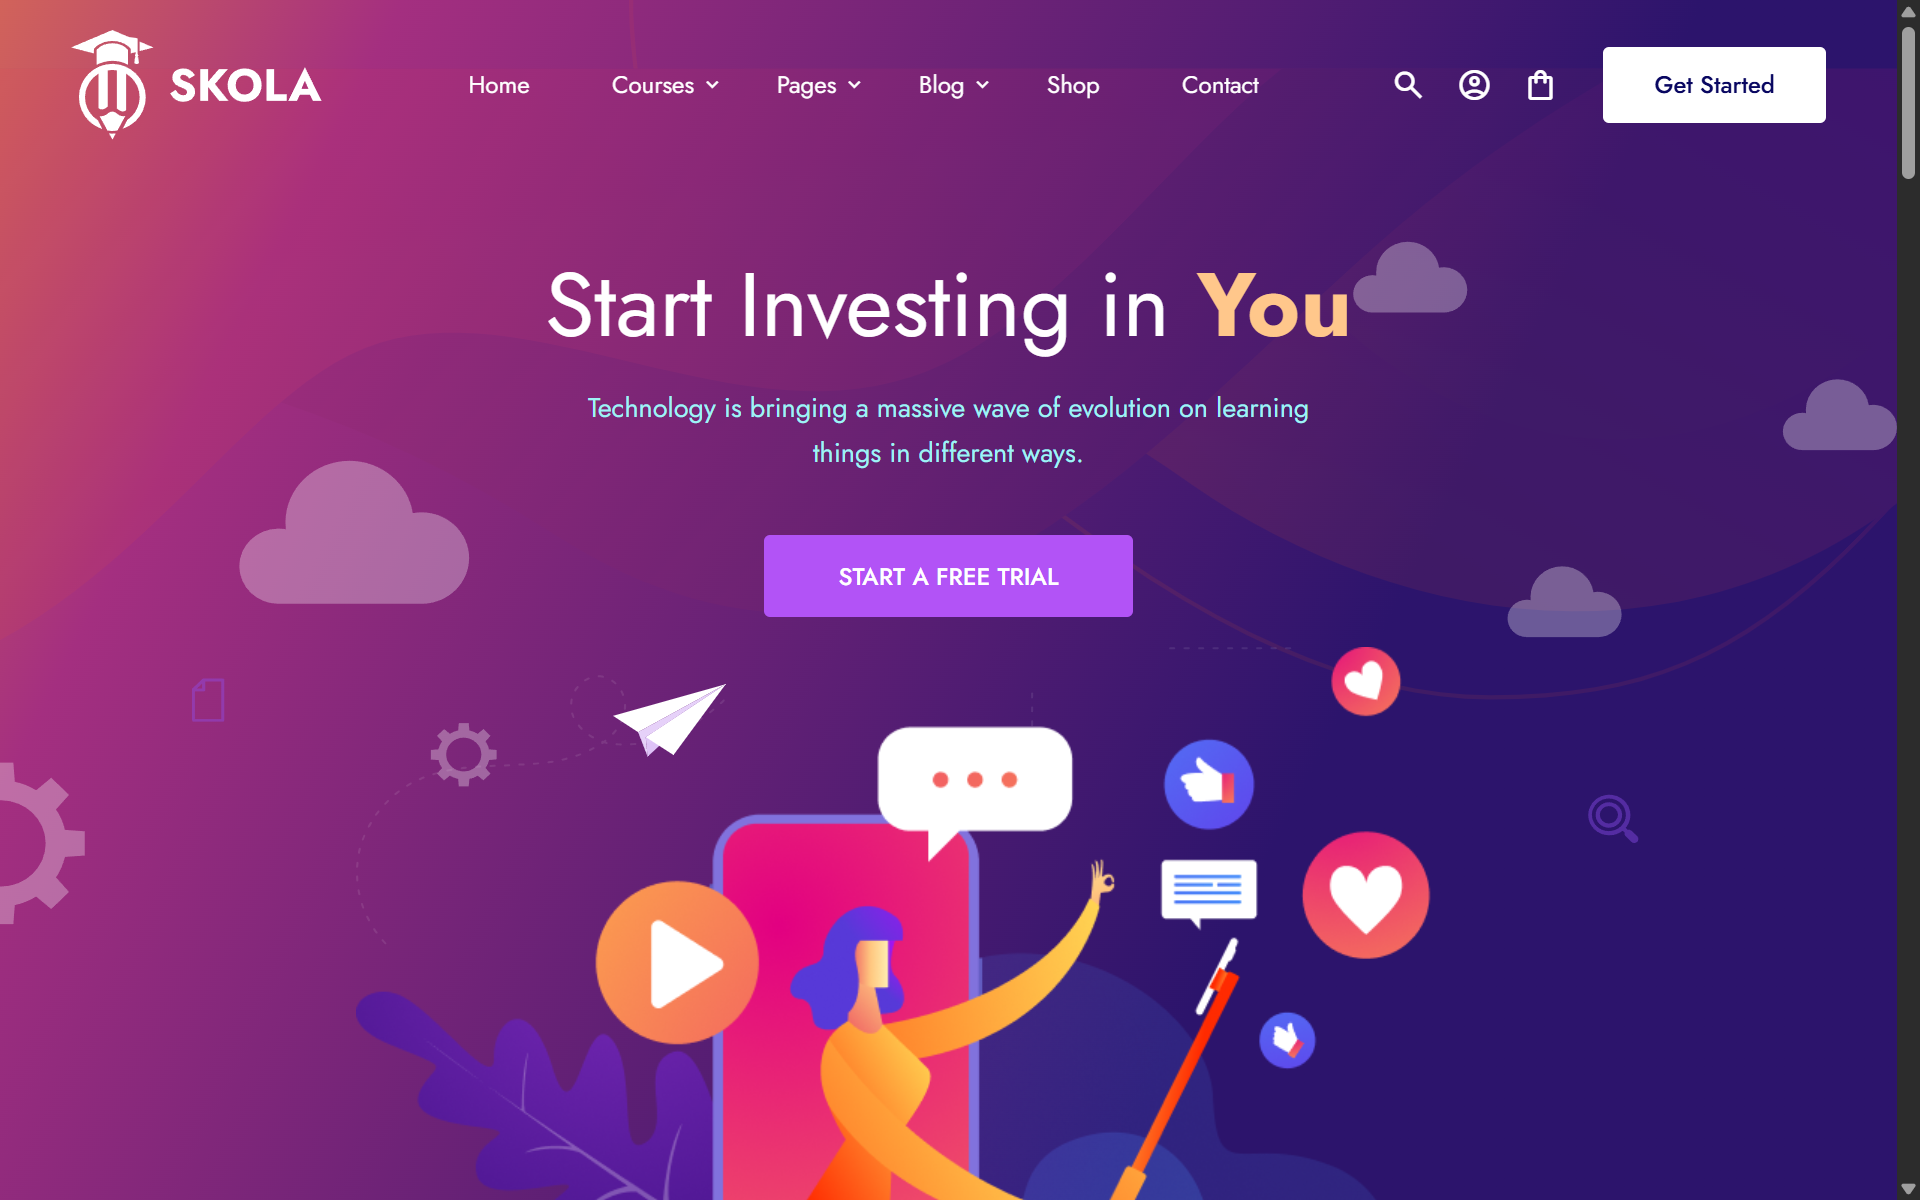 SKOLA
Home Courses Pages Blog Shop Contact Get Started
Start Investing in You
Technology is bringing a massive wave of evolution on learning
things in different ways.
START A FREE TRIAL